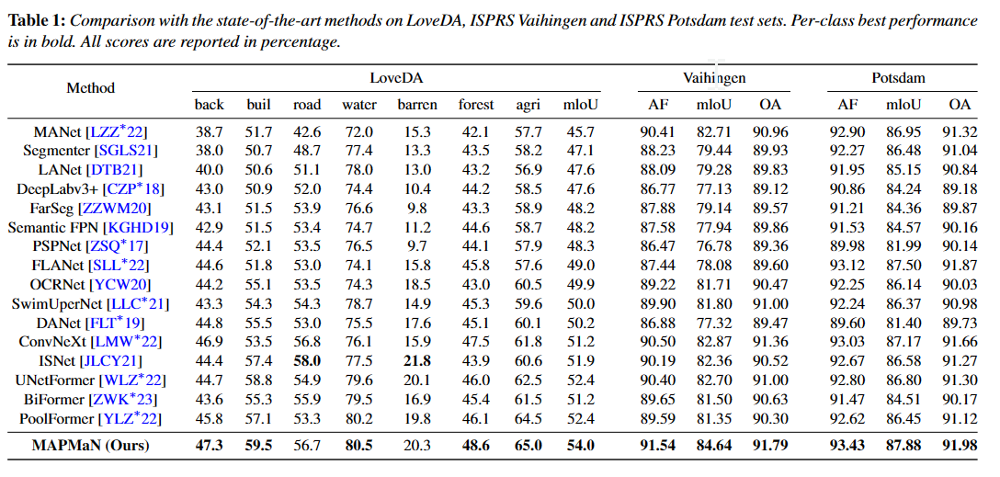 Table 1: Comparison with the state-of-the-art methods on LoveDA, ISPRS Vaihingen and ISPRS Potsdam test sets. Per-class best performance
is in bold. All scores are reported in percentage.
Method LoveDA Vaihingen Potsdam
back buil road water barren forest agri mIoU AF mIoU OA AF mIoU OA
MANet [LZZ*22] 38.7 51.7 42.6 72.0 15.3 42.1 57.7 45.7 90.41 82.71 90.96 92.90 86.95 91.32
Segmenter [SGLS21] 38.0 50.7 48.7 77.4 13.3 43.5 58.2 47.1 88.23 79.44 89.93 92.27 86.48 91.04
LANet [DTB21] 40.0 50.6 51.1 78.0 13.0 43.2 56.9 47.6 88.09 79.28 89.83 91.95 85.15 90.84
DeepLabv3+ [CZP*18] 43.0 50.9 52.0 74.4 10.4 44.2 58.5 47.6 86.77 77.13 89.12 90.86 84.24 89.18
FarSeg [ZZWM20] 43.1 51.5 53.9 76.6 9.8 43.3 58.9 48.2 87.88 79.14 89.57 91.21 84.36 89.87
Semantic FPN [KGHD19] 42.9 51.5 53.4 74.7 11.2 44.6 58.7 48.2 87.58 77.94 89.86 91.53 84.57 90.16
PSPNet [ZSQ*17] 44.4 52.1 53.5 76.5 9.7 44.1 57.9 48.3 86.47 76.78 89.36 89.98 81.99 90.14
FLANet [SLL*22] 44.6 51.8 53.0 74.1 15.8 45.8 57.6 49.0 87.44 78.08 89.60 93.12 87.50 91.87
OCRNet [YCW20] 44.2 55.1 53.5 74.3 18.5 43.0 60.5 49.9 89.22 81.71 90.47 92.25 86.14 90.03
SwimUperNet [LLC*21] 43.3 54.3 54.3 78.7 14.9 45.3 59.6 50.0 89.90 81.80 91.00 92.24 86.37 90.98
DANet [FLT*19] 44.8 55.5 53.0 75.5 17.6 45.1 60.1 50.2 86.88 77.32 89.47 89.60 81.40 89.73
ConvNeXt [LMW*22] 46.9 53.5 56.8 76.1 15.9 47.5 61.8 51.2 90.50 82.87 91.36 93.03 87.17 91.66
ISNet [JLCY21] 44.4 57.4 58.0 77.5 21.8 43.9 60.6 51.9 90.19 82.36 90.52 92.67 86.58 91.27
UNetFormer [WLZ*22] 44.7 58.8 54.9 79.6 20.1 46.0 62.5 52.4 90.40 82.70 91.00 92.80 86.80 91.30
BiFormer [ZWK*23] 43.6 55.3 55.9 79.5 16.9 45.4 61.5 51.2 89.65 81.50 90.63 91.47 84.51 90.17
PoolFormer [YLZ*22] 45.8 57.1 53.3 80.2 19.8 46.1 64.5 52.4 89.59 81.35 90.30 92.62 86.45 91.12
MAPMaN (Ours) 47.3 59.5 56.7 80.5 20.3 48.6 65.0 54.0 91.54 84.64 91.79 93.43 87.88 91.98